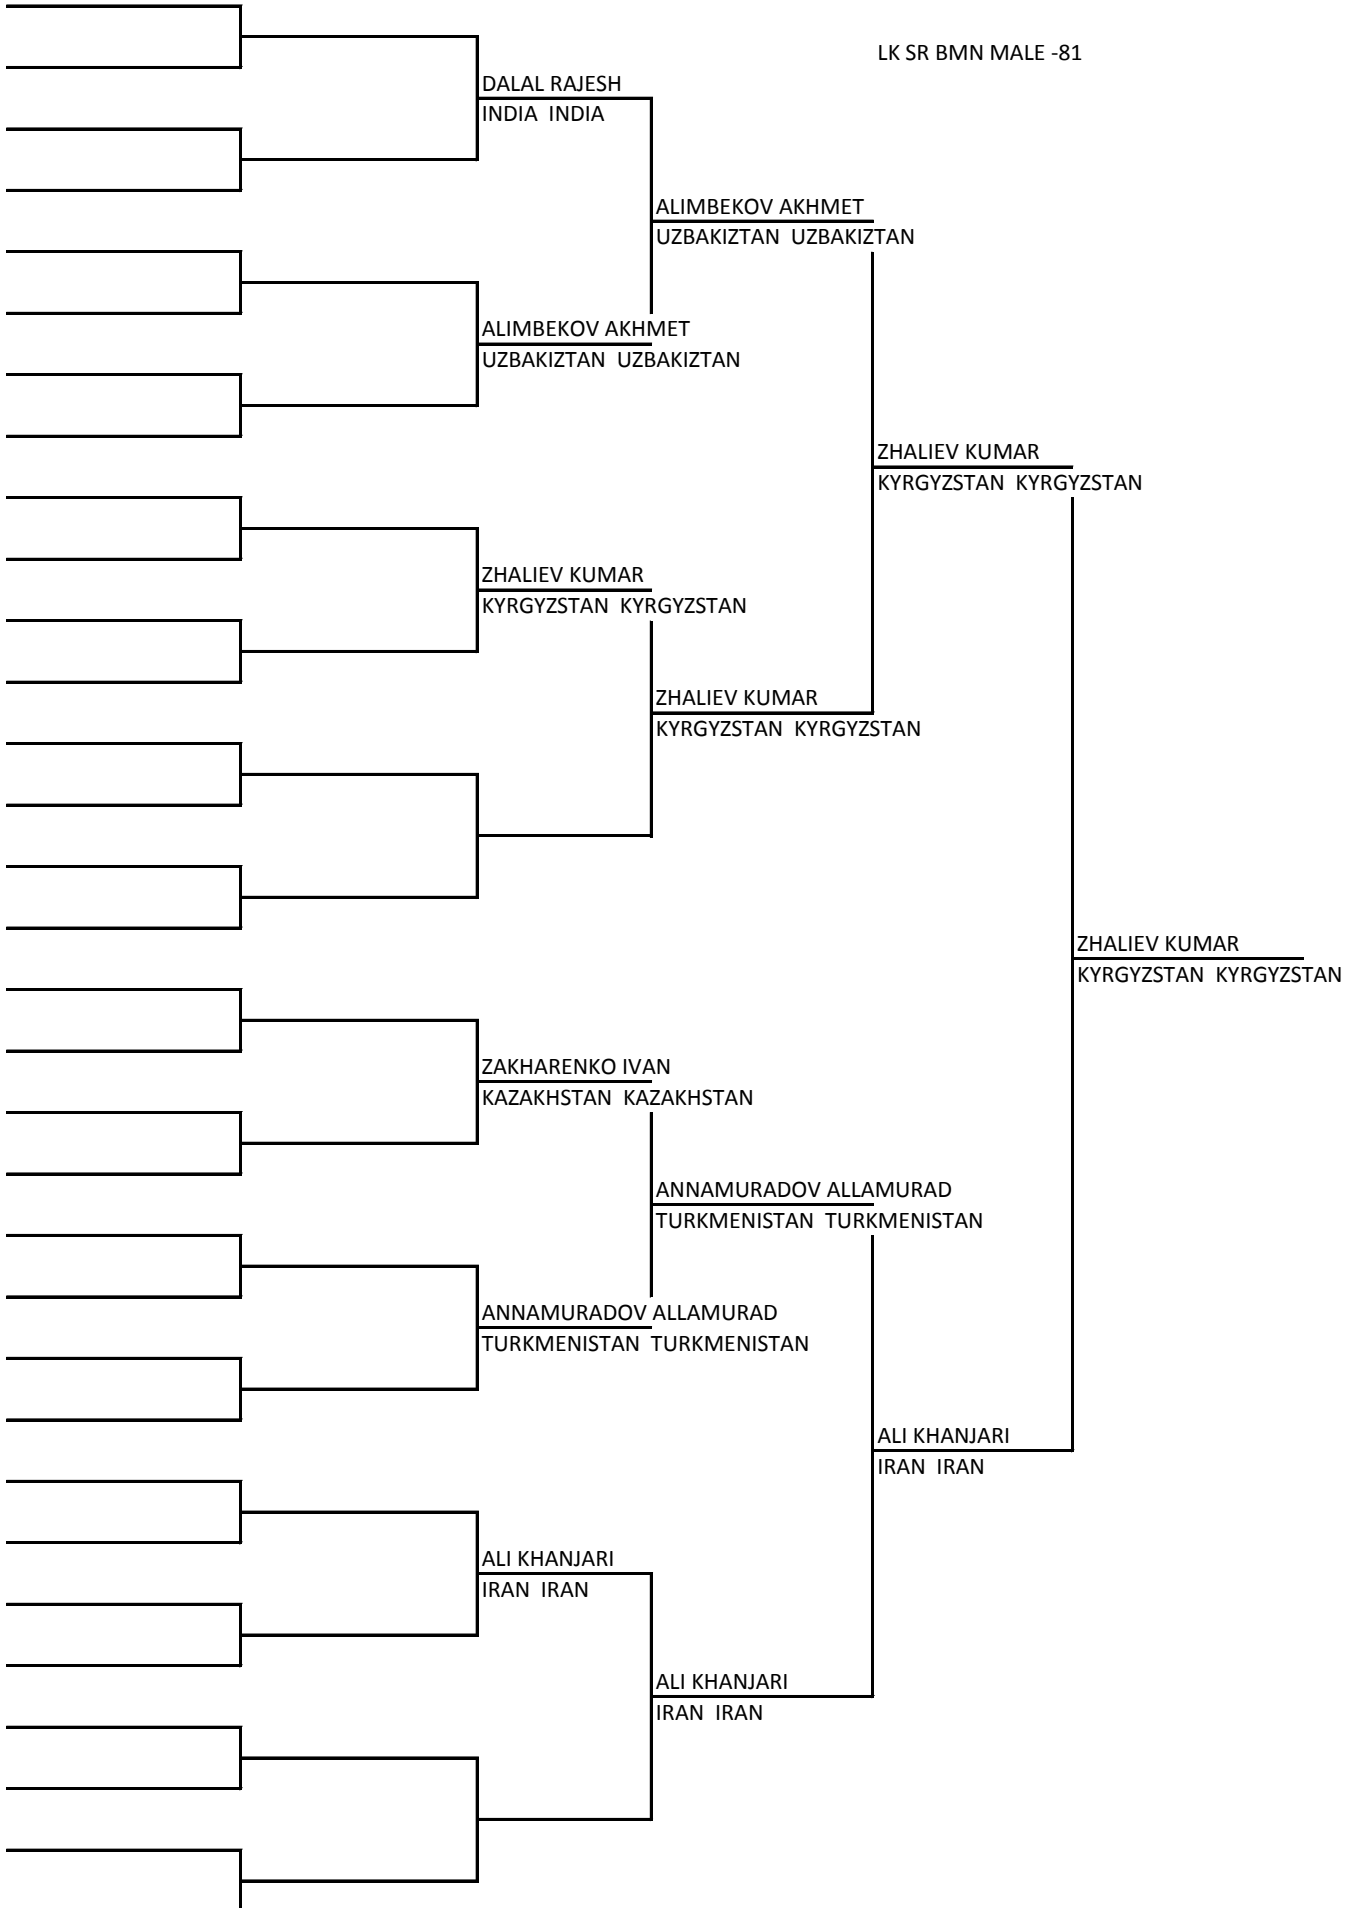 LK SR BMN MALE -81
DALAL RAJESH
INDIA  INDIA
ALIMBEKOV AKHMET
UZBAKIZTAN  UZBAKIZTAN
ALIMBEKOV AKHMET
UZBAKIZTAN  UZBAKIZTAN
ZHALIEV KUMAR
KYRGYZSTAN  KYRGYZSTAN
ZHALIEV KUMAR
KYRGYZSTAN  KYRGYZSTAN
ZHALIEV KUMAR
KYRGYZSTAN  KYRGYZSTAN
ZHALIEV KUMAR
KYRGYZSTAN  KYRGYZSTAN
ZAKHARENKO IVAN
KAZAKHSTAN  KAZAKHSTAN
ANNAMURADOV ALLAMURAD
TURKMENISTAN  TURKMENISTAN
ANNAMURADOV ALLAMURAD
TURKMENISTAN  TURKMENISTAN
ALI KHANJARI
IRAN  IRAN
ALI KHANJARI
IRAN  IRAN
ALI KHANJARI
IRAN  IRAN